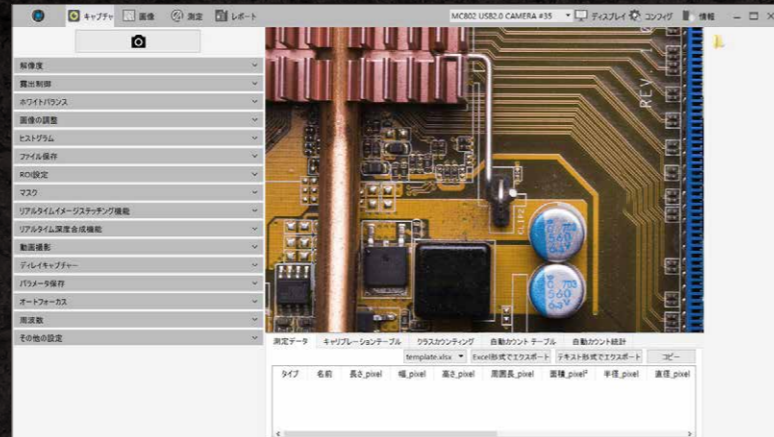 キャプチャ 画像 測定 レポート MC802 USB2.0 CAMERA #35 ディスプレイ コンフィグ 情報
解像度
露出制御
ホワイトバランス
画像の調整
ヒストグラム
ファイル保存
ROI設定
マスク
リアルタイムイメージステッチング機能
リアルタイム深度合成機能
動画撮影
ディレイキャプチャー
パラメータ保存
オートフォーカス
周波数
その他の設定
REV.
CLIP2
D 703
560
6.3V
D 703
560
6.3V
測定データ キャリブレーションテーブル クラスカウンティング 自動カウント テーブル 自動カウント統計
template.xlsx Excel形式でエクスポート テキスト形式でエクスポート コピー
タイプ 名前 長さ_pixel 幅_pixel 高さ_pixel 周囲長_pixel 面積_pixel² 半径_pixel 直径_pixel